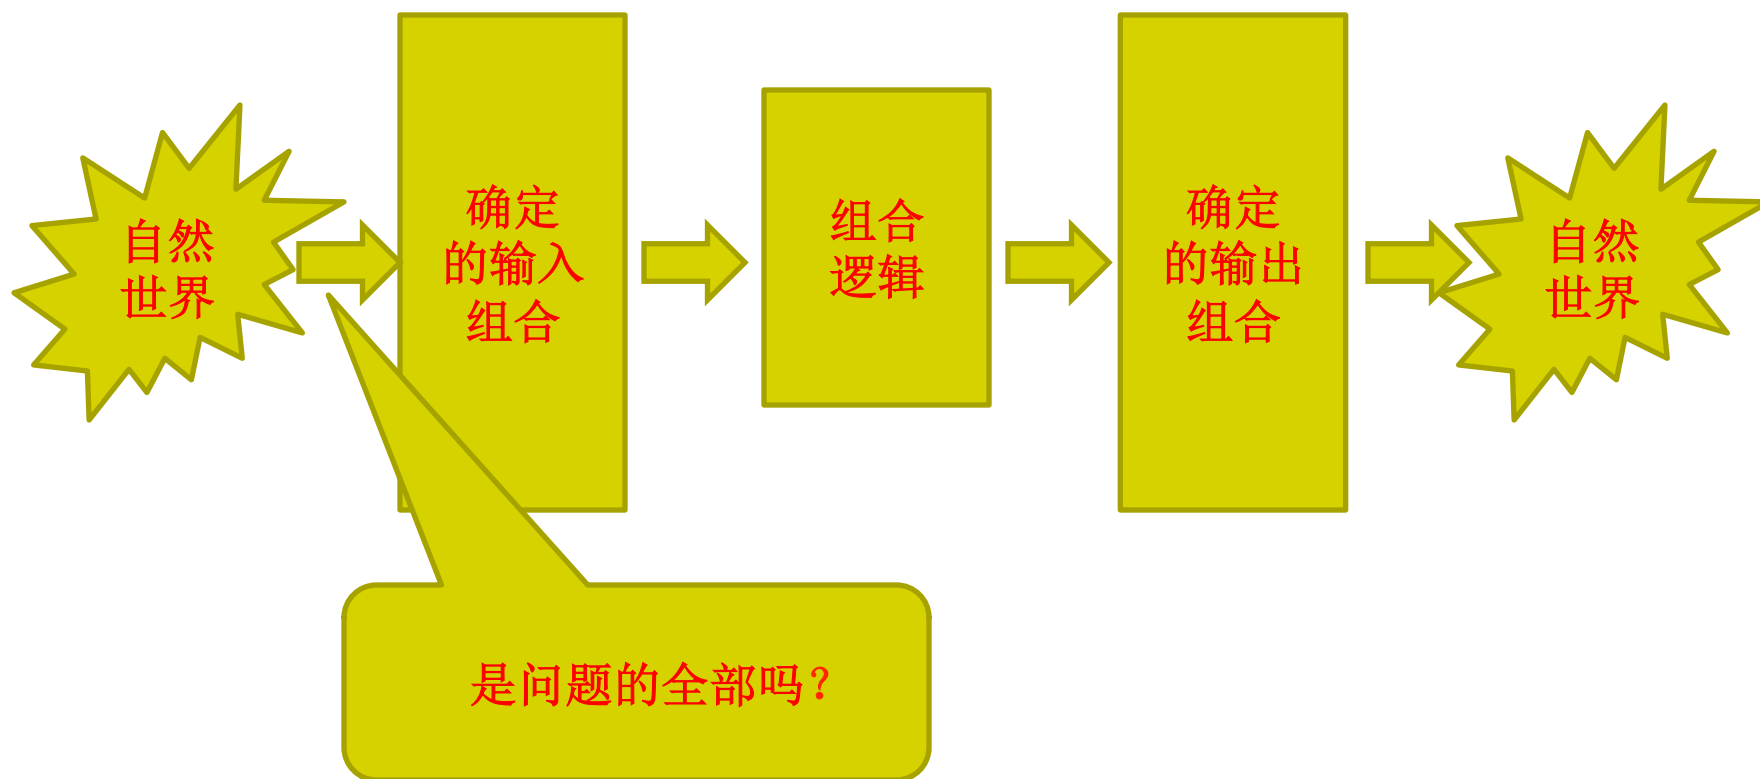 自然
世界
确定
的输入
组合
组合
逻辑
确定
的输出
组合
自然
世界
是问题的全部吗？